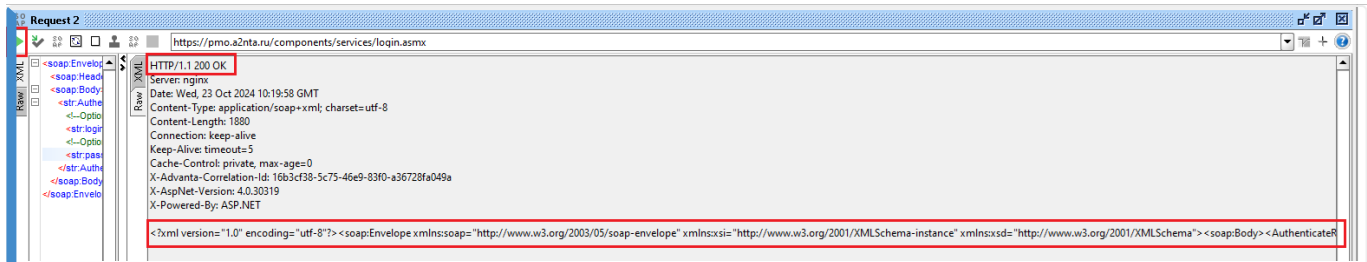 Request 2
https://pmo.a2nta.ru/components/services/login.asmx
XML
Raw
<soap:Envelop
<soap:Head
<soap:Body
<str:Authe
<!--Optio
<str:login
<!--Optio
<str:pass
</str:Authe
</soap:Body
</soap:Envelo
XML
Raw
HTTP/1.1 200 OK
Server: nginx
Date: Wed, 23 Oct 2024 10:19:58 GMT
Content-Type: application/soap+xml; charset=utf-8
Content-Length: 1880
Connection: keep-alive
Keep-Alive: timeout=5
Cache-Control: private, max-age=0
X-Advanta-Correlation-Id: 16b3cf38-5c75-46e9-83f0-a36728fa049a
X-AspNet-Version: 4.0.30319
X-Powered-By: ASP.NET
<?xml version="1.0" encoding="utf-8"?><soap:Envelope xmlns:soap="http://www.w3.org/2003/05/soap-envelope" xmlns:xsi="http://www.w3.org/2001/XMLSchema-instance" xmlns:xsd="http://www.w3.org/2001/XMLSchema"><soap:Body><AuthenticateR